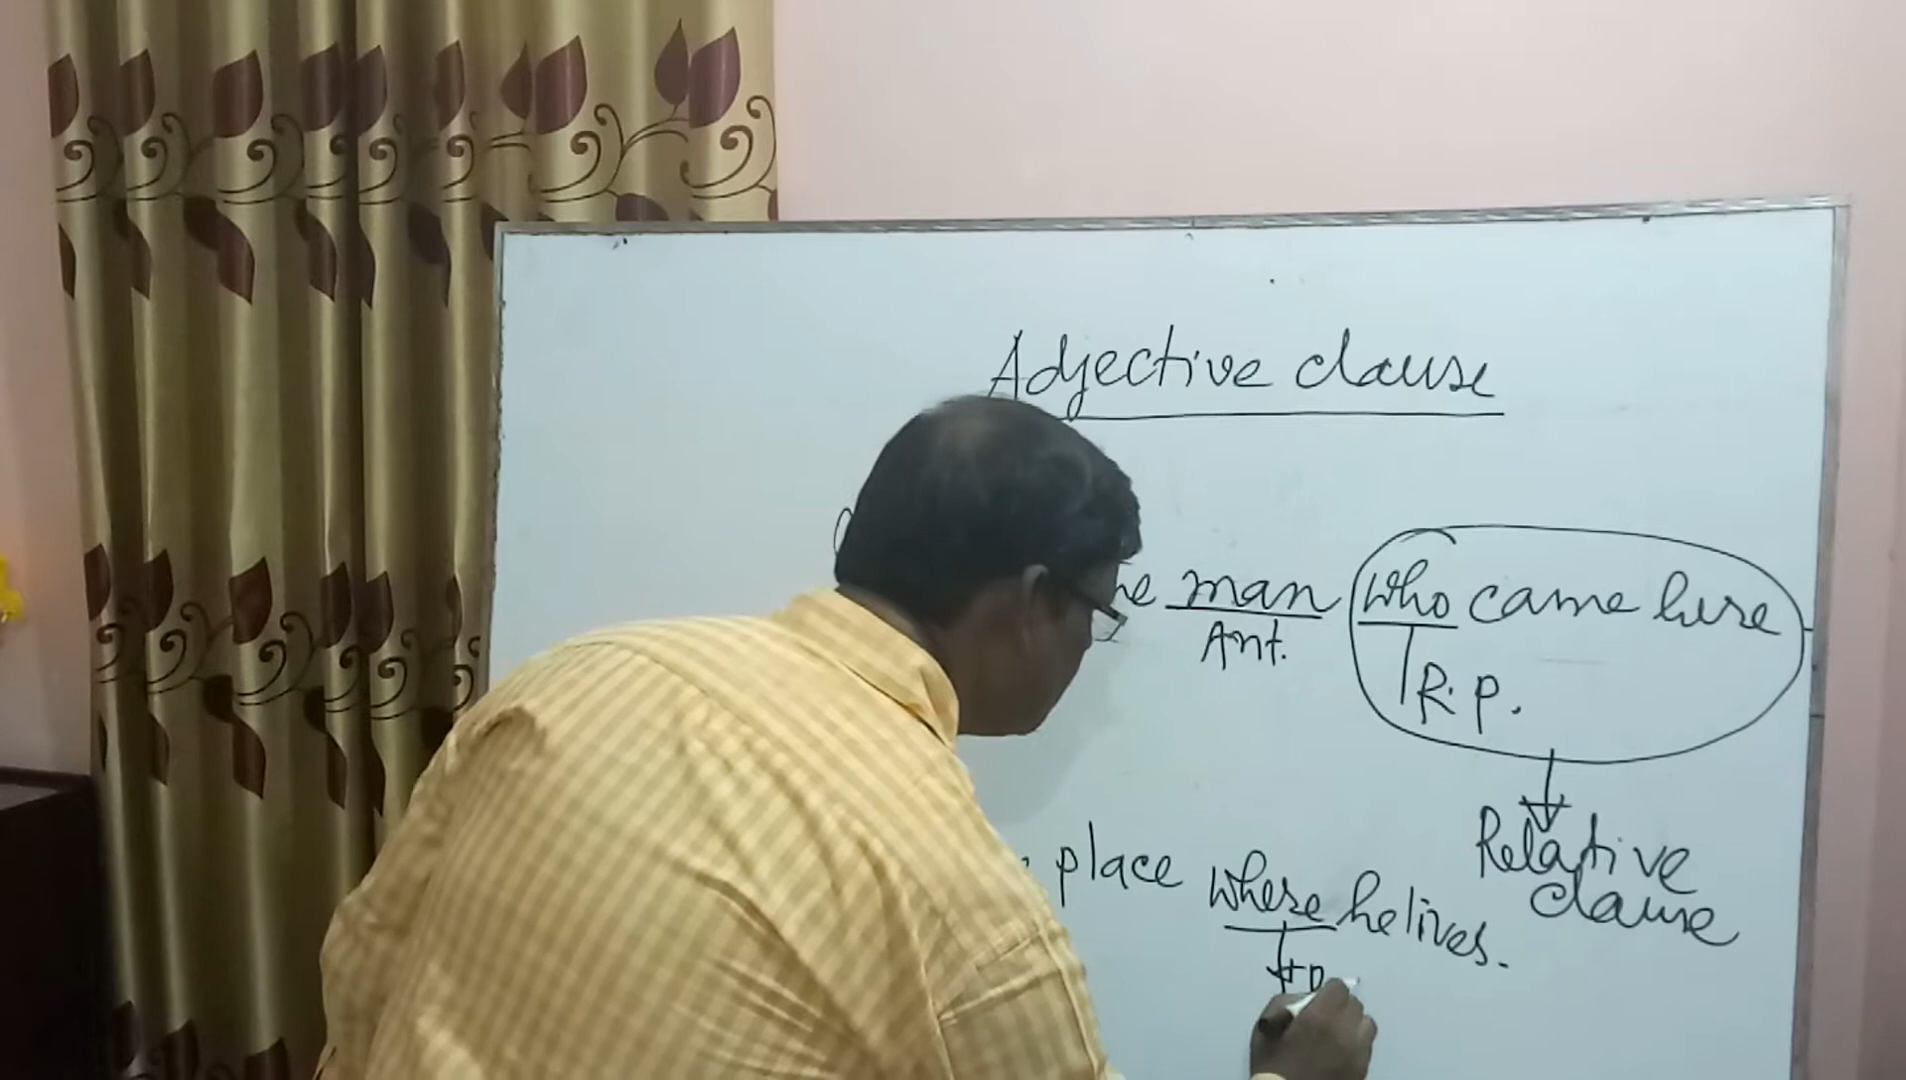 Adjective clause
man who came here
Ant.
R.P.
place where he lives.
Relative
clause